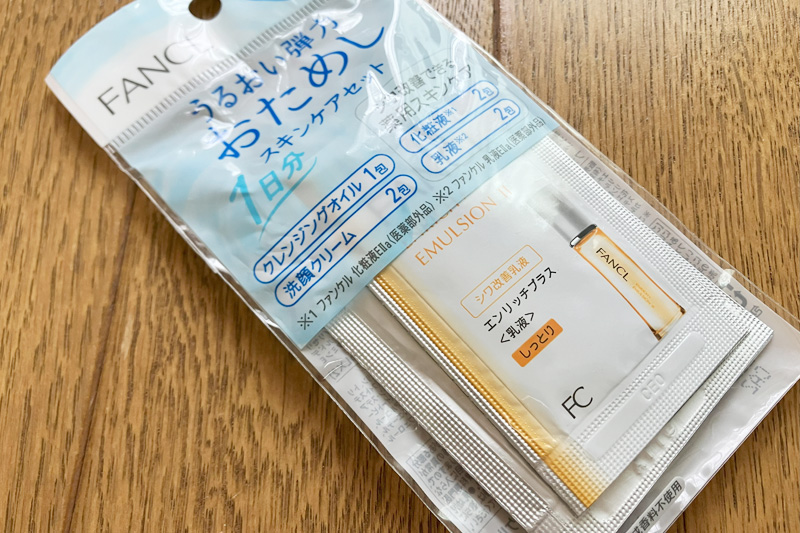 FANCL
うるおい弾力
おためし
スキンケアセット
1日分
クレンジングオイル 1包
洗顔クリーム 2包
化粧液※1 2包
乳液※2 2包
※1 ファンケル 化粧液EⅡa (医薬部外品) ※2 ファンケル 乳液EⅡa (医薬部外品)
EMULSION II
シワ改善乳液
エンリッチプラス
<乳液>
しっとり
FANCL
FC